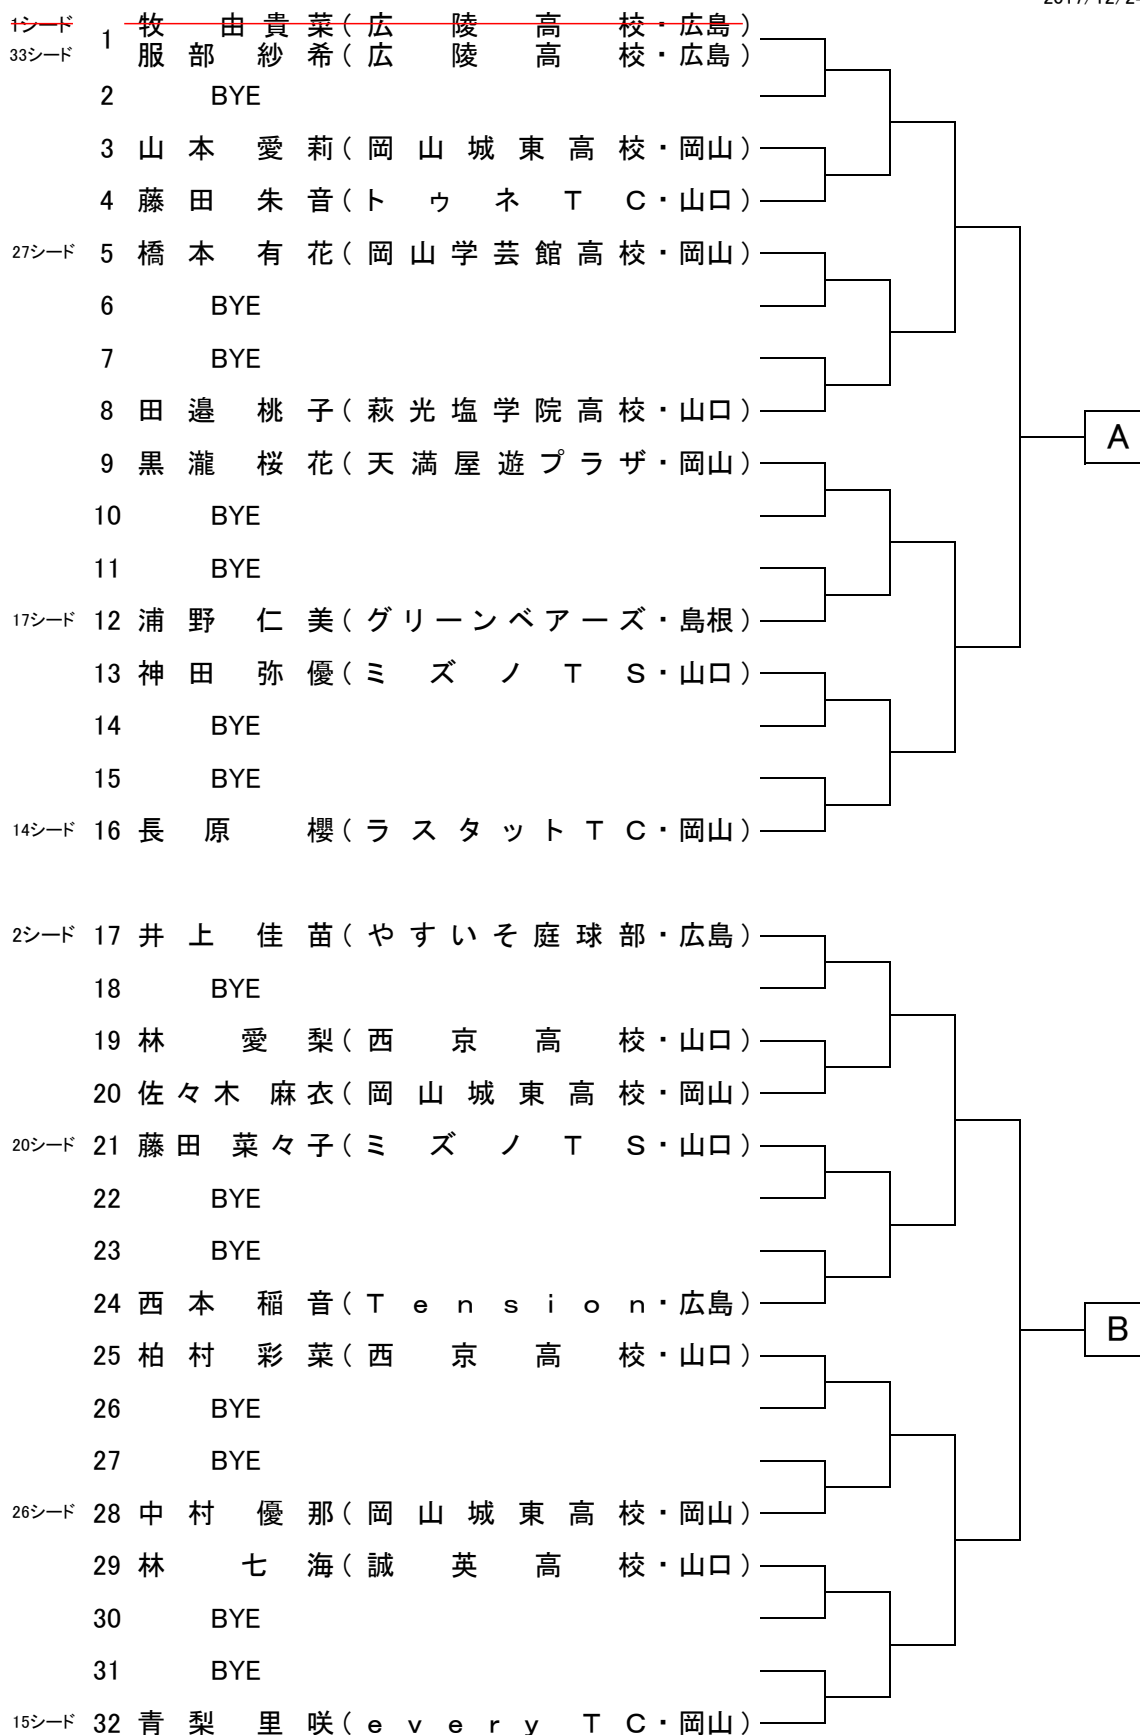 1シード 牧 由貴菜(広陵高校・広島)
1
33シード 服部 紗希(広陵高校・広島)
2 BYE
3 山本 愛莉(岡山城東高校・岡山)
4 藤田 朱音(トゥネTC・山口)
27シード 5 橋本 有花(岡山学芸館高校・岡山)
6 BYE
7 BYE
8 田邉 桃子(萩光塩学院高校・山口)
A
9 黒瀧 桜花(天満屋遊プラザ・岡山)
10 BYE
11 BYE
17シード 12 浦野 仁美(グリーンベアーズ・島根)
13 神田 弥優(ミズノTS・山口)
14 BYE
15 BYE
14シード 16 長原 櫻(ラスタットTC・岡山)
2シード 17 井上 佳苗(やすいそ庭球部・広島)
18 BYE
19 林 愛梨(西京高校・山口)
20 佐々木 麻衣(岡山城東高校・岡山)
20シード 21 藤田 菜々子(ミズノTS・山口)
22 BYE
23 BYE
24 西本 稲音(Tension・広島)
B
25 柏村 彩菜(西京高校・山口)
26 BYE
27 BYE
26シード 28 中村 優那(岡山城東高校・岡山)
29 林 七海(誠英高校・山口)
30 BYE
31 BYE
15シード 32 青梨 里咲(every TC・岡山)